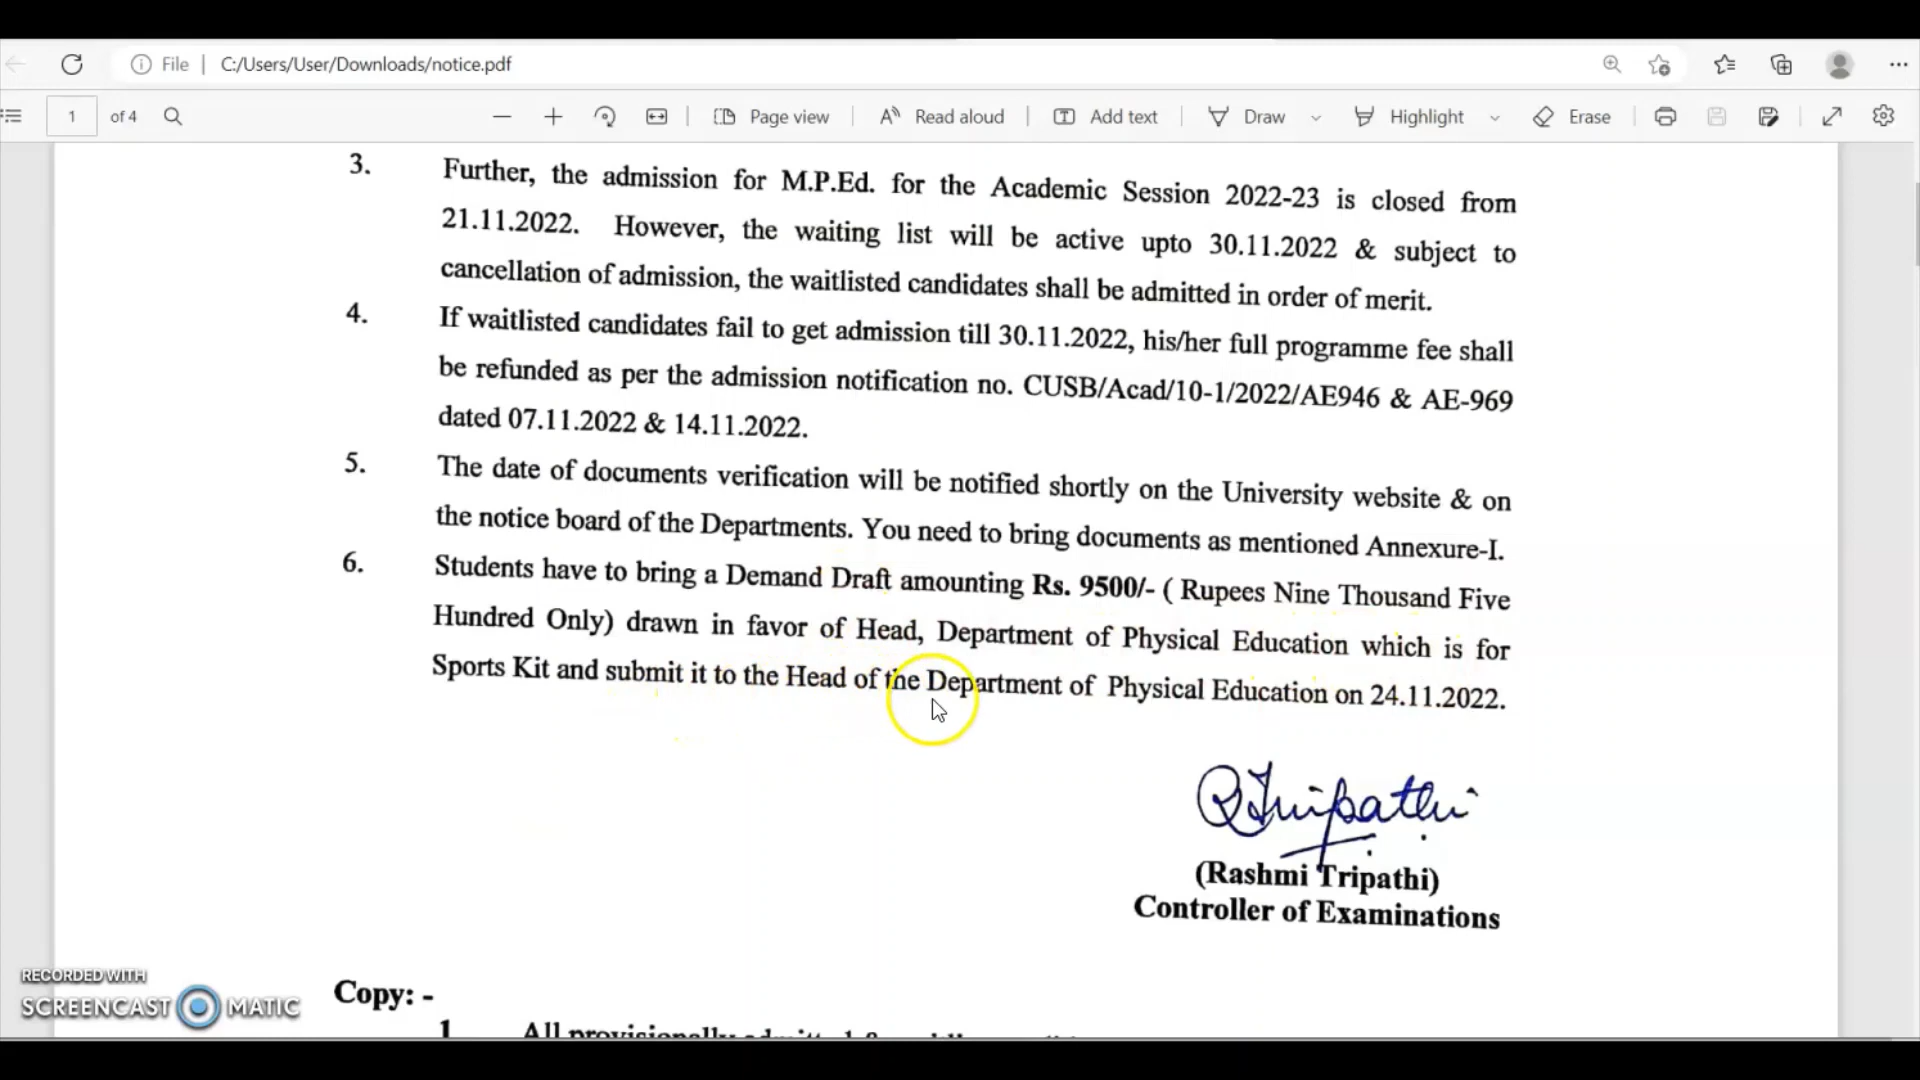 File | C:/Users/User/Downloads/notice.pdf
1 of 4 Page view Read aloud Add text Draw Highlight Erase
3. Further, the admission for M.P.Ed. for the Academic Session 2022-23 is closed from
21.11.2022. However, the waiting list will be active upto 30.11.2022 & subject to
cancellation of admission, the waitlisted candidates shall be admitted in order of merit.
4. If waitlisted candidates fail to get admission till 30.11.2022, his/her full programme fee shall
be refunded as per the admission notification no. CUSB/Acad/10-1/2022/AE946 & AE-969
dated 07.11.2022 & 14.11.2022.
5. The date of documents verification will be notified shortly on the University website & on
the notice board of the Departments. You need to bring documents as mentioned Annexure-I.
6. Students have to bring a Demand Draft amounting Rs. 9500/- ( Rupees Nine Thousand Five
Hundred Only) drawn in favor of Head, Department of Physical Education which is for
Sports Kit and submit it to the Head of the Department of Physical Education on 24.11.2022.
RTripathi
(Rashmi Tripathi)
Controller of Examinations
RECORDED WITH
SCREENCAST MATIC
Copy: -
1. All provisionally